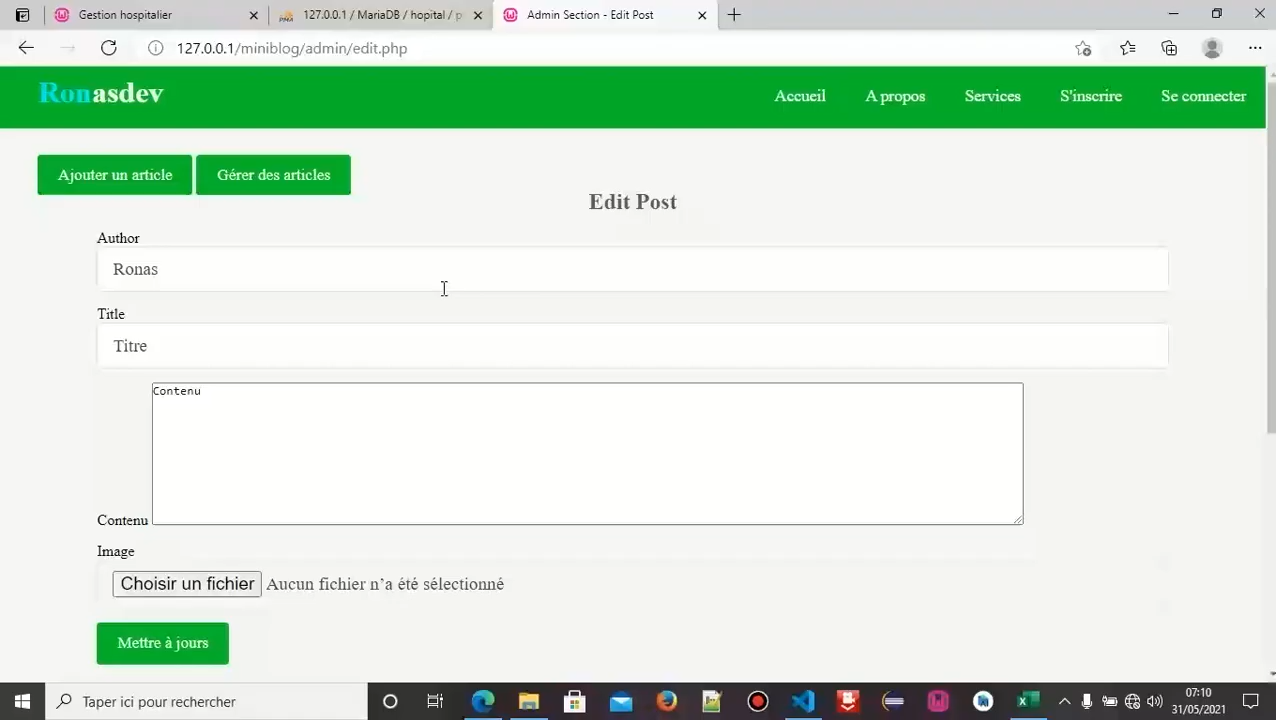 Gestion hospitalier
127.0.0.1 / MariaDB / hopital / p
Admin Section - Edit Post
127.0.0.1/miniblog/admin/edit.php
Ronasdev
Accueil
A propos
Services
S'inscrire
Se connecter
Ajouter un article
Gérer des articles
Edit Post
Author
Ronas
Title
Titre
Contenu
Contenu
Image
Choisir un fichier Aucun fichier n’a été sélectionné
Mettre à jours
Taper ici pour rechercher
07:10
31/05/2021